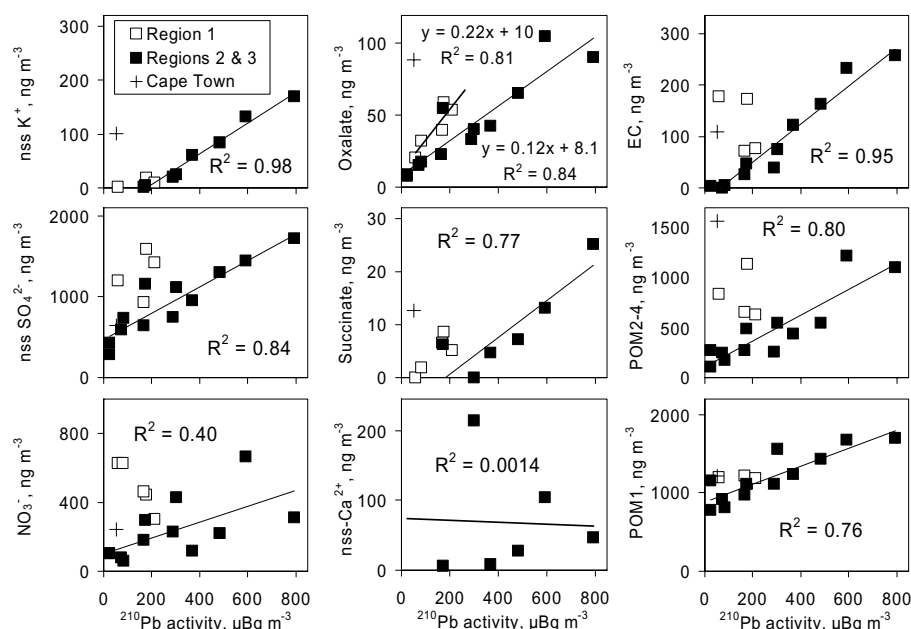 Region 1
Regions 2 & 3
Cape Town
nss K⁺, ng m⁻³
300
200
100
0
R² = 0.98
Oxalate, ng m⁻³
100
50
0
y = 0.22x + 10
R² = 0.81
y = 0.12x + 8.1
R² = 0.84
EC, ng m⁻³
300
200
100
0
R² = 0.95
nss SO₄²⁻, ng m⁻³
2000
1000
0
R² = 0.84
Succinate, ng m⁻³
30
20
10
0
R² = 0.77
POM2-4, ng m⁻³
1500
1000
500
0
R² = 0.80
NO₃⁻, ng m⁻³
800
400
0
R² = 0.40
0 200 400 600 800
²¹⁰Pb activity, µBq m⁻³
nss-Ca²⁺, ng m⁻³
200
100
0
R² = 0.0014
0 200 400 600 800
²¹⁰Pb activity, µBq m⁻³
POM1, ng m⁻³
2000
1000
0
R² = 0.76
0 200 400 600 800
²¹⁰Pb activity, µBq m⁻³